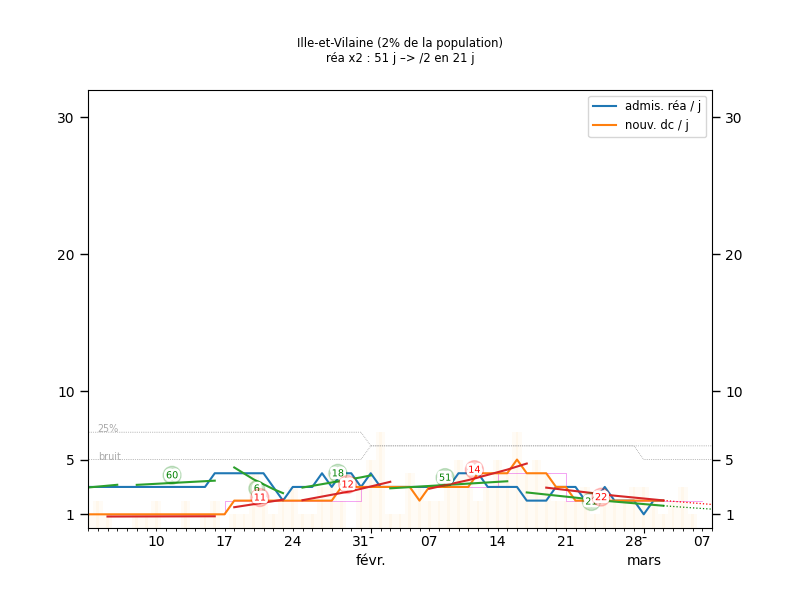 Ille-et-Vilaine (2% de la population)
réa x2 : 51 j –> /2 en 21 j
admis. réa / j
nouv. dc / j
30 30
20 20
10 10
25%
bruit
5 5
60 6 11 18 12 51 14 22
1 1
10 17 24 31 07 14 21 28 07
févr. mars